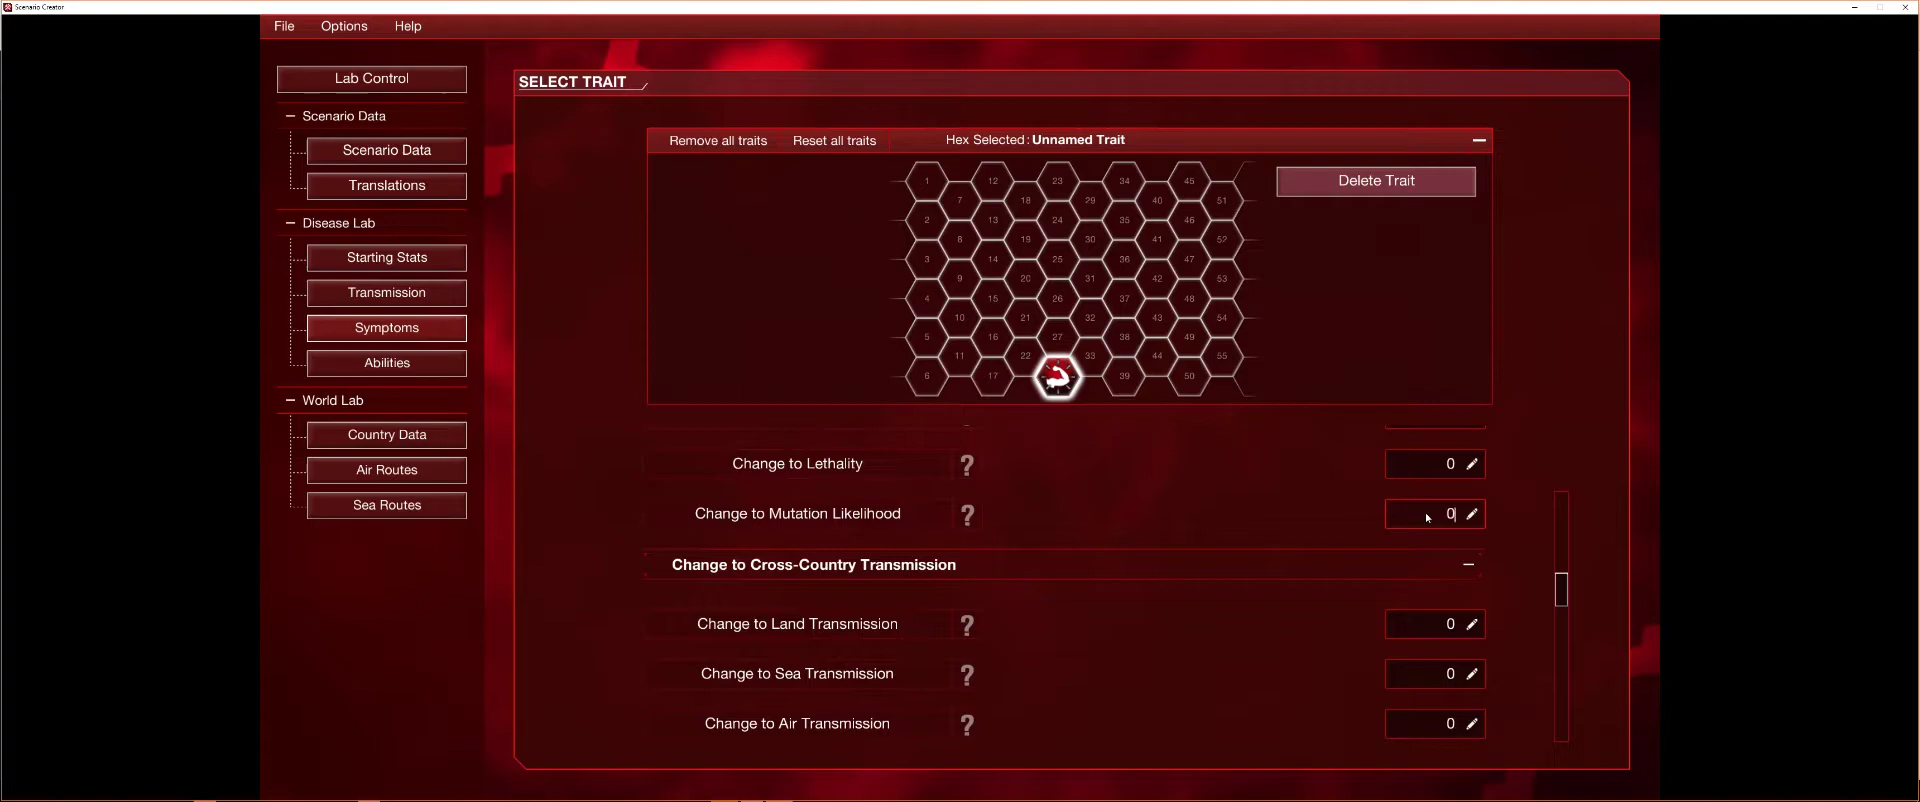 Scenario Creator
File Options Help
Lab Control
Scenario Data
Scenario Data
Translations
Disease Lab
Starting Stats
Transmission
Symptoms
Abilities
World Lab
Country Data
Air Routes
Sea Routes
SELECT TRAIT
Remove all traits Reset all traits Hex Selected: Unnamed Trait
Delete Trait
1 12 23 34 45
7 18 29 40 51
2 13 24 35 46
8 19 30 41 52
3 14 25 36 47
9 20 31 42 53
4 15 26 37 48
10 21 32 43 54
5 16 27 38 49
11 22 33 44 55
6 17 39 50
Change to Lethality ? 0
Change to Mutation Likelihood ? 0
Change to Cross-Country Transmission
Change to Land Transmission ? 0
Change to Sea Transmission ? 0
Change to Air Transmission ? 0